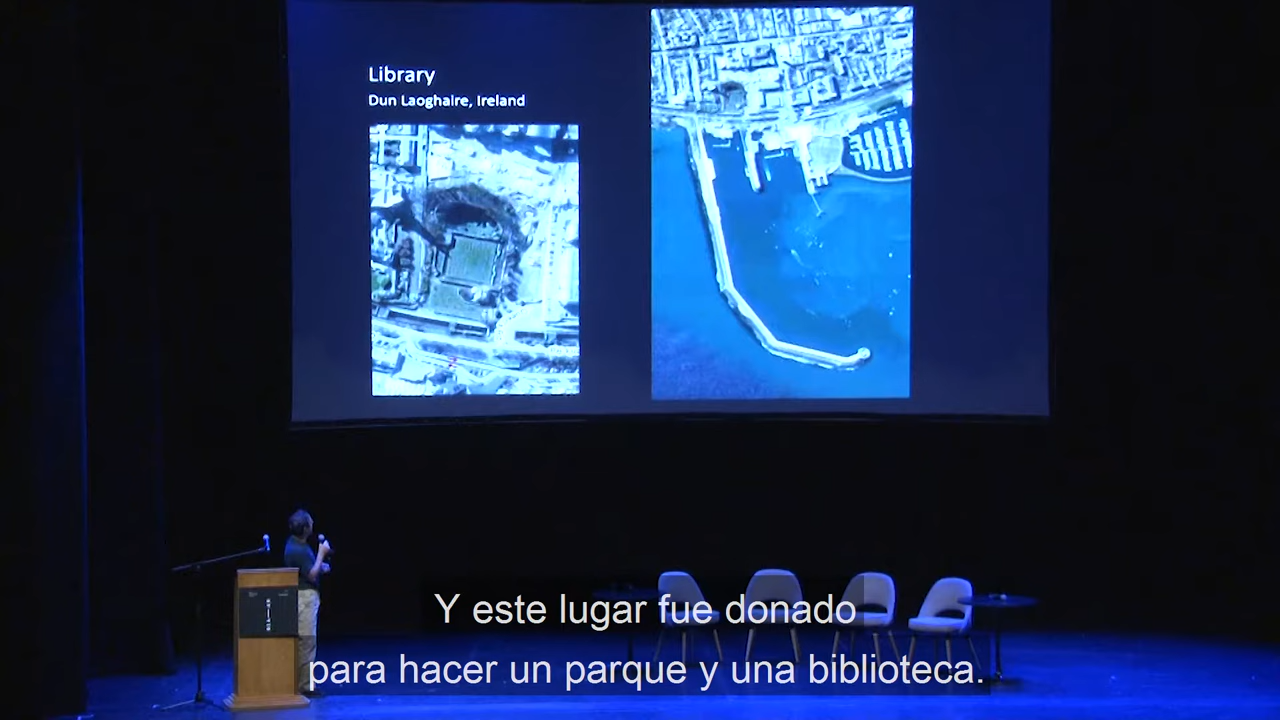 Library
Dun Laoghaire, Ireland
Y este lugar fue donado
para hacer un parque y una biblioteca.